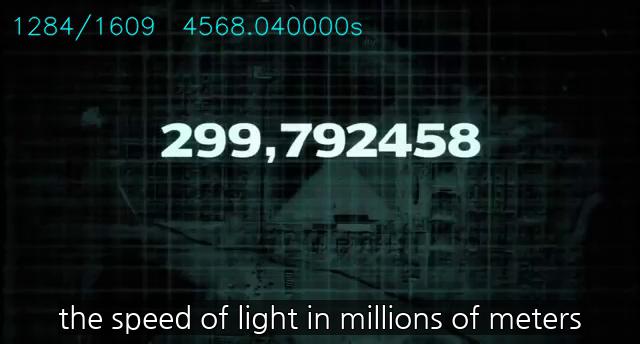 1284/1609 4568.040000s
299,792458
the speed of light in millions of meters